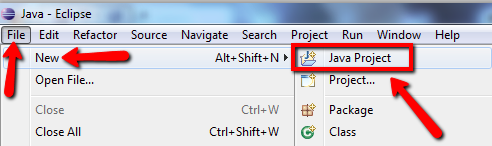 Java - Eclipse
File Edit Refactor Source Navigate Search Project Run Window Help
New Alt+Shift+N Java Project
Open File... Project...
Close Ctrl+W Package
Close All Ctrl+Shift+W Class